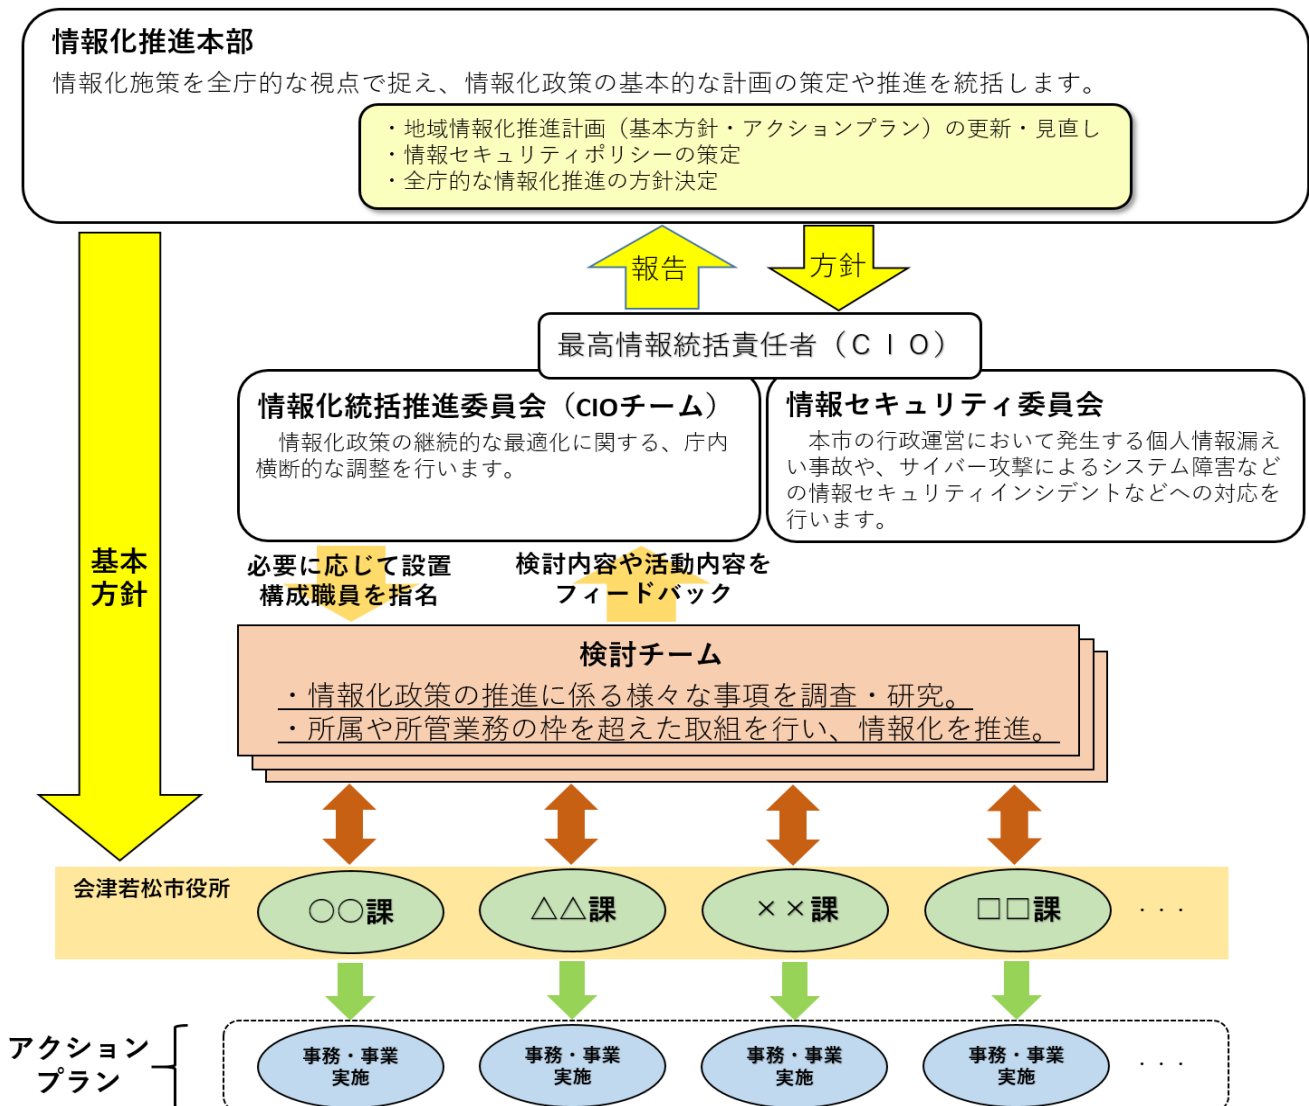 情報化推進本部
情報化施策を全庁的な視点で捉え、情報化政策の基本的な計画の策定や推進を統括します。
・地域情報化推進計画（基本方針・アクションプラン）の更新・見直し
・情報セキュリティポリシーの策定
・全庁的な情報化推進の方針決定
報告
方針
最高情報統括責任者（ＣＩＯ）
情報化統括推進委員会（CIOチーム）
情報化政策の継続的な最適化に関する、庁内
横断的な調整を行います。
情報セキュリティ委員会
本市の行政運営において発生する個人情報漏え
い事故や、サイバー攻撃によるシステム障害など
の情報セキュリティインシデントなどへの対応を
行います。
基本
方針
必要に応じて設置
構成職員を指名
検討内容や活動内容を
フィードバック
検討チーム
・情報化政策の推進に係る様々な事項を調査・研究。
・所属や所管業務の枠を超えた取組を行い、情報化を推進。
会津若松市役所
○○課
△△課
××課
□□課
・・・
アクション
プラン
事務・事業
実施
事務・事業
実施
事務・事業
実施
事務・事業
実施
・・・